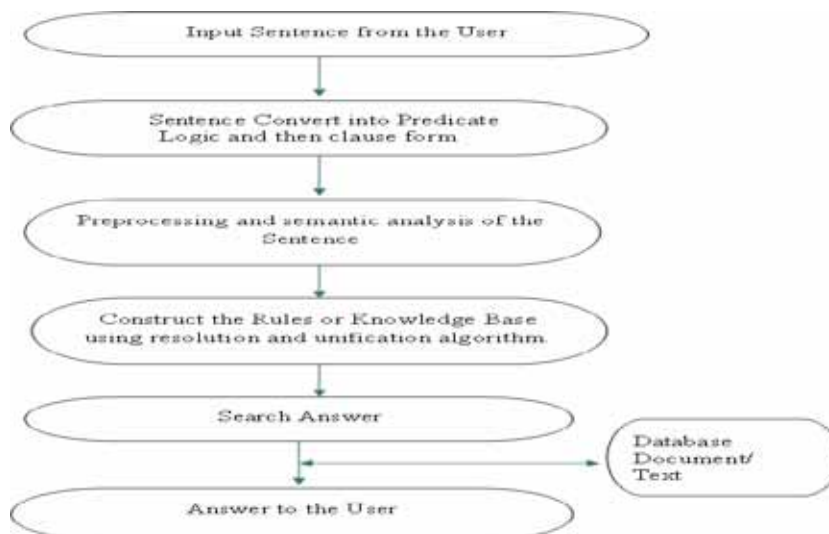 Input Sentence from the User
Sentence Convert into Predicate
Logic and then clause form
Preprocessing and semantic analysis of the
Sentence
Construct the Rules or Knowledge Base
using resolution and unification algorithm.
Search Answer
Database
Document/
Text
Answer to the User